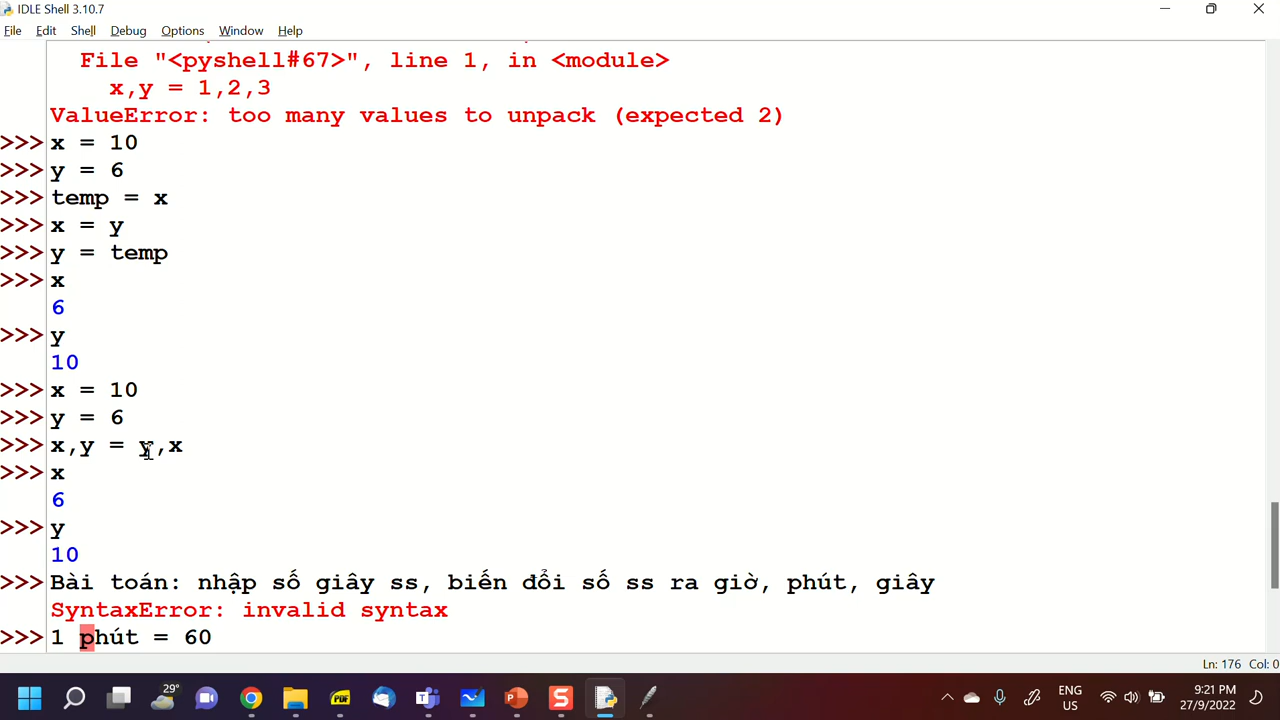 IDLE Shell 3.10.7
File Edit Shell Debug Options Window Help
File "<pyshell#67>", line 1, in <module>
x,y = 1,2,3
ValueError: too many values to unpack (expected 2)
>>> x = 10
>>> y = 6
>>> temp = x
>>> x = y
>>> y = temp
>>> x
6
>>> y
10
>>> x = 10
>>> y = 6
>>> x,y = y,x
>>> x
6
>>> y
10
>>> Bài toán: nhập số giây ss, biến đổi số ss ra giờ, phút, giây
SyntaxError: invalid syntax
>>> 1 phút = 60
Ln: 176 Col: 0
29°
PDF
S
ENG
US
9:21 PM
27/9/2022